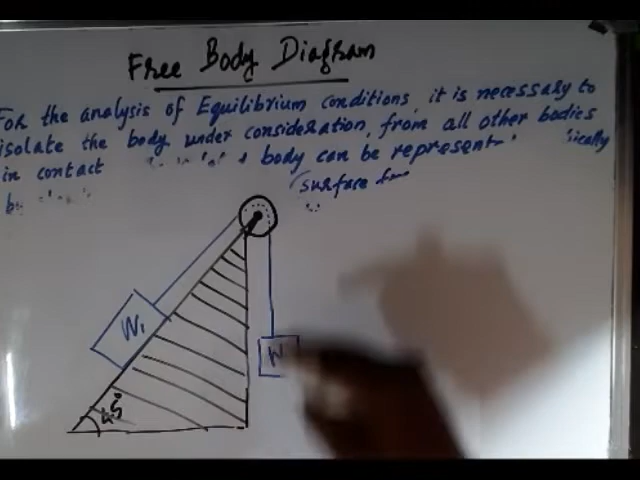 Free Body Diagram
For the analysis of Equilibrium conditions, it is necessary to
isolate the body under consideration, from all other bodies
in contact body can be represent
(surface
W1
W
45°